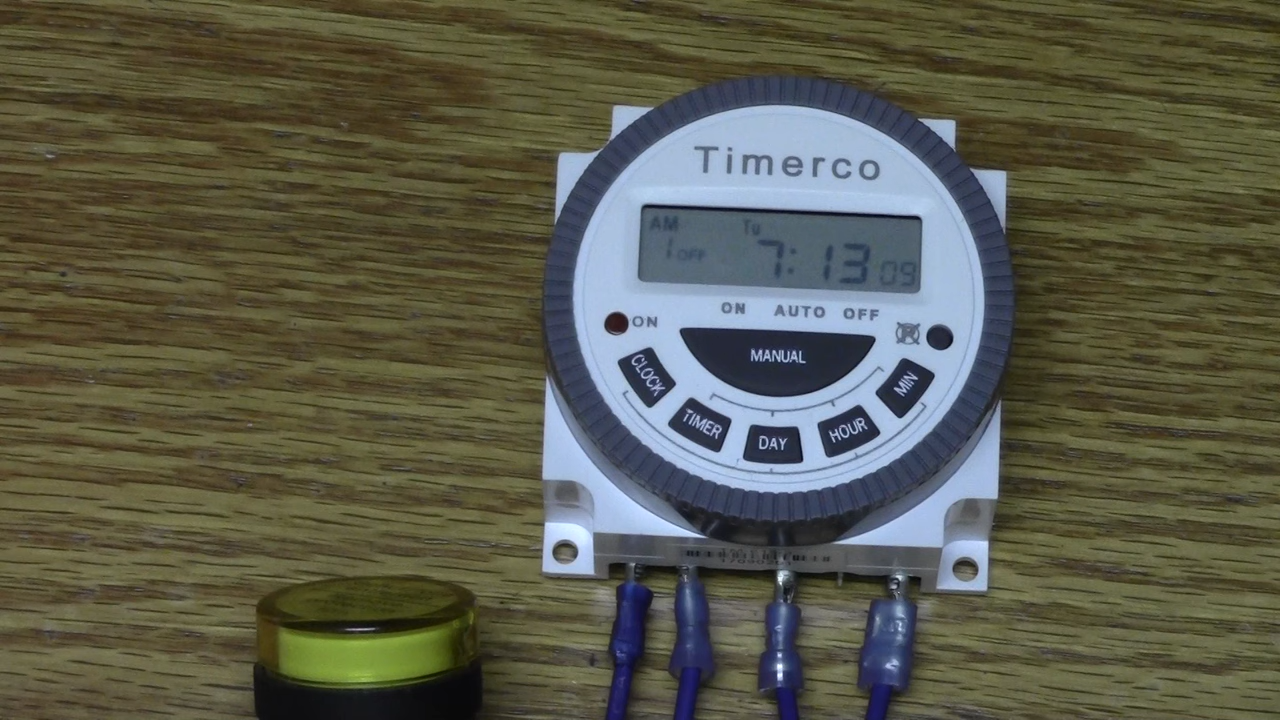 Timerco
AM Tu
1OFF 7:13 09
ON AUTO OFF
ON
MANUAL
CLOCK
TIMER
DAY
HOUR
MIN